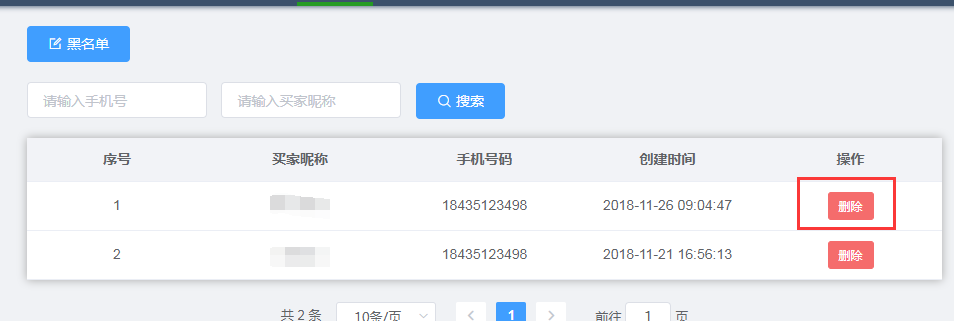 黑名单
请输入手机号 请输入买家昵称 搜索
序号 买家昵称 手机号码 创建时间 操作
1 18435123498 2018-11-26 09:04:47 删除
2 18435123498 2018-11-21 16:56:13 删除
共 2 条 10条/页 1 前往 1 页